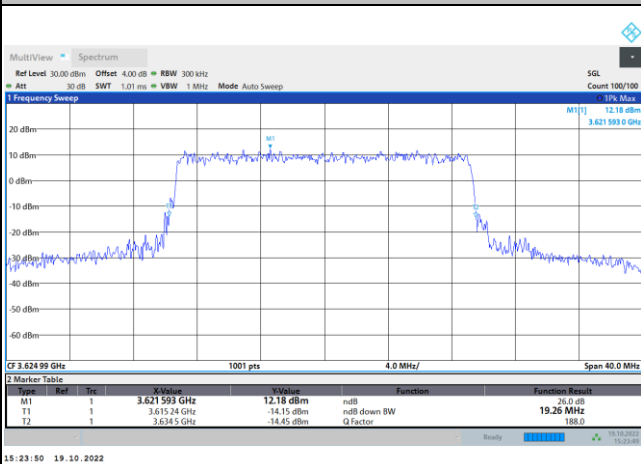 MultiView Spectrum
Ref Level 30.00 dBm Offset 4.00 dB RBW 300 kHz SGL
Att 30 dB SWT 1.01 ms VBW 1 MHz Mode Auto Sweep Count 100/100
1 Frequency Sweep 1Pk Max
M1[1] 12.18 dBm
3.621 593 0 GHz
20 dBm
M1
10 dBm
0 dBm
-10 dBm
-20 dBm
-30 dBm
-40 dBm
-50 dBm
-60 dBm
CF 3.624 99 GHz 1001 pts 4.0 MHz/ Span 40.0 MHz
2 Marker Table
Type Ref Trc X-Value Y-Value Function Function Result
M1 1 3.621 593 GHz 12.18 dBm ndB 26.0 dB
T1 1 3.615 24 GHz -14.15 dBm ndB down BW 19.26 MHz
T2 1 3.634 5 GHz -14.45 dBm Q Factor 188.0
Ready 19.10.2022
15:23:49
15:23:50 19.10.2022